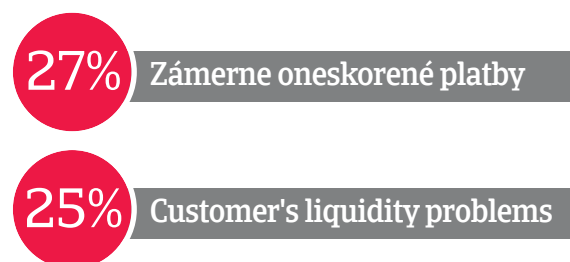 27% Zámerne oneskorené platby
25% Customer's liquidity problems